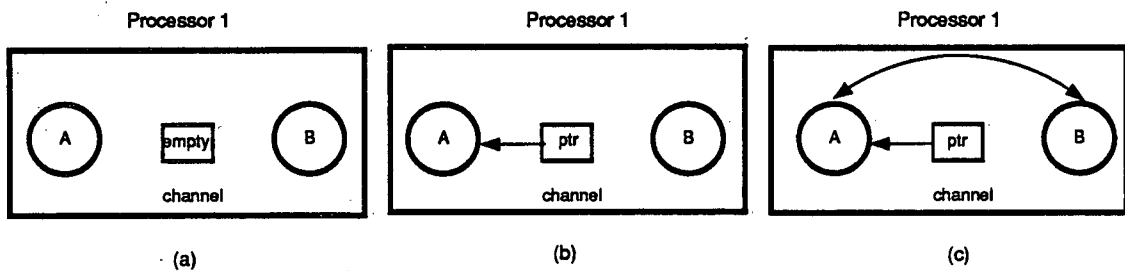 Processor 1
A
empty
B
channel
(a)
Processor 1
A
ptr
B
channel
(b)
Processor 1
A
ptr
B
channel
(c)